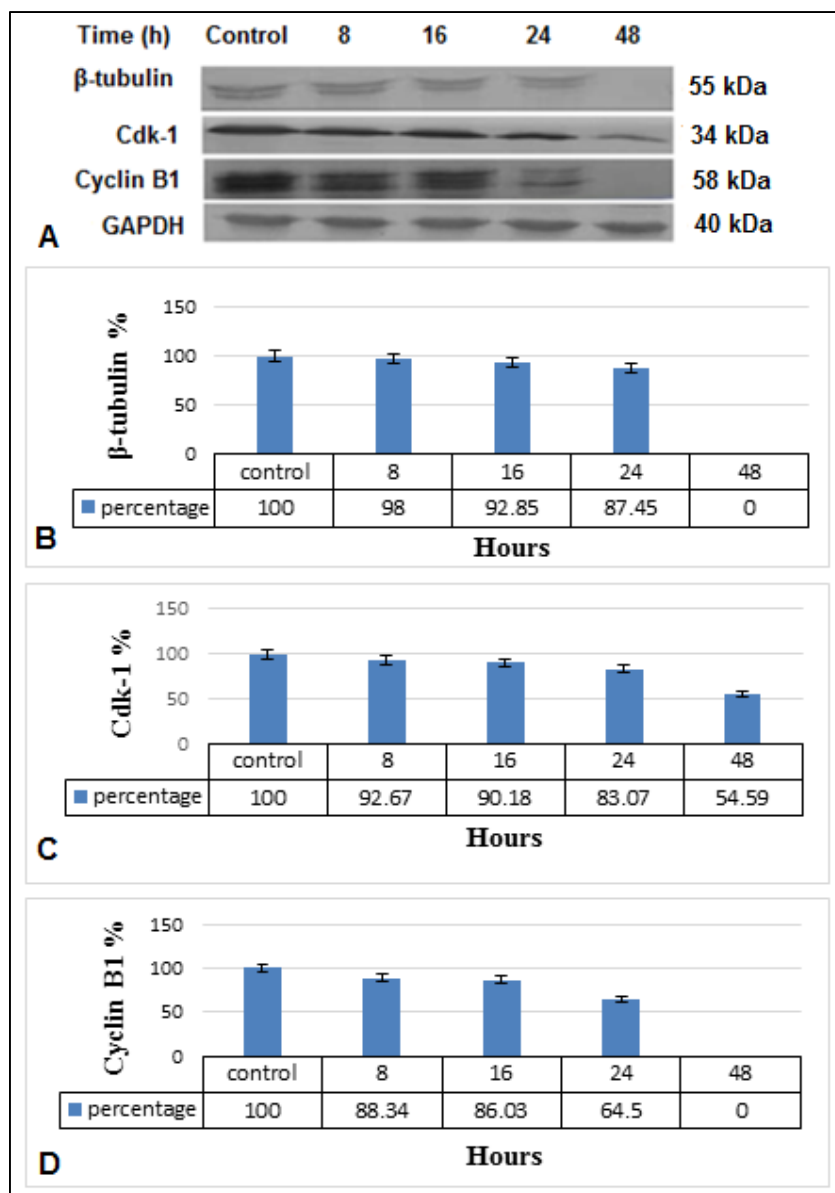 Time (h) Control 8 16 24 48
β-tubulin 55 kDa
Cdk-1 34 kDa
Cyclin B1 58 kDa
GAPDH 40 kDa
A
β-tubulin %
150
100
50
0
control 8 16 24 48
percentage 100 98 92.85 87.45 0
Hours
B
Cdk-1 %
150
100
50
0
control 8 16 24 48
percentage 100 92.67 90.18 83.07 54.59
Hours
C
Cyclin B1 %
150
100
50
0
control 8 16 24 48
percentage 100 88.34 86.03 64.5 0
Hours
D